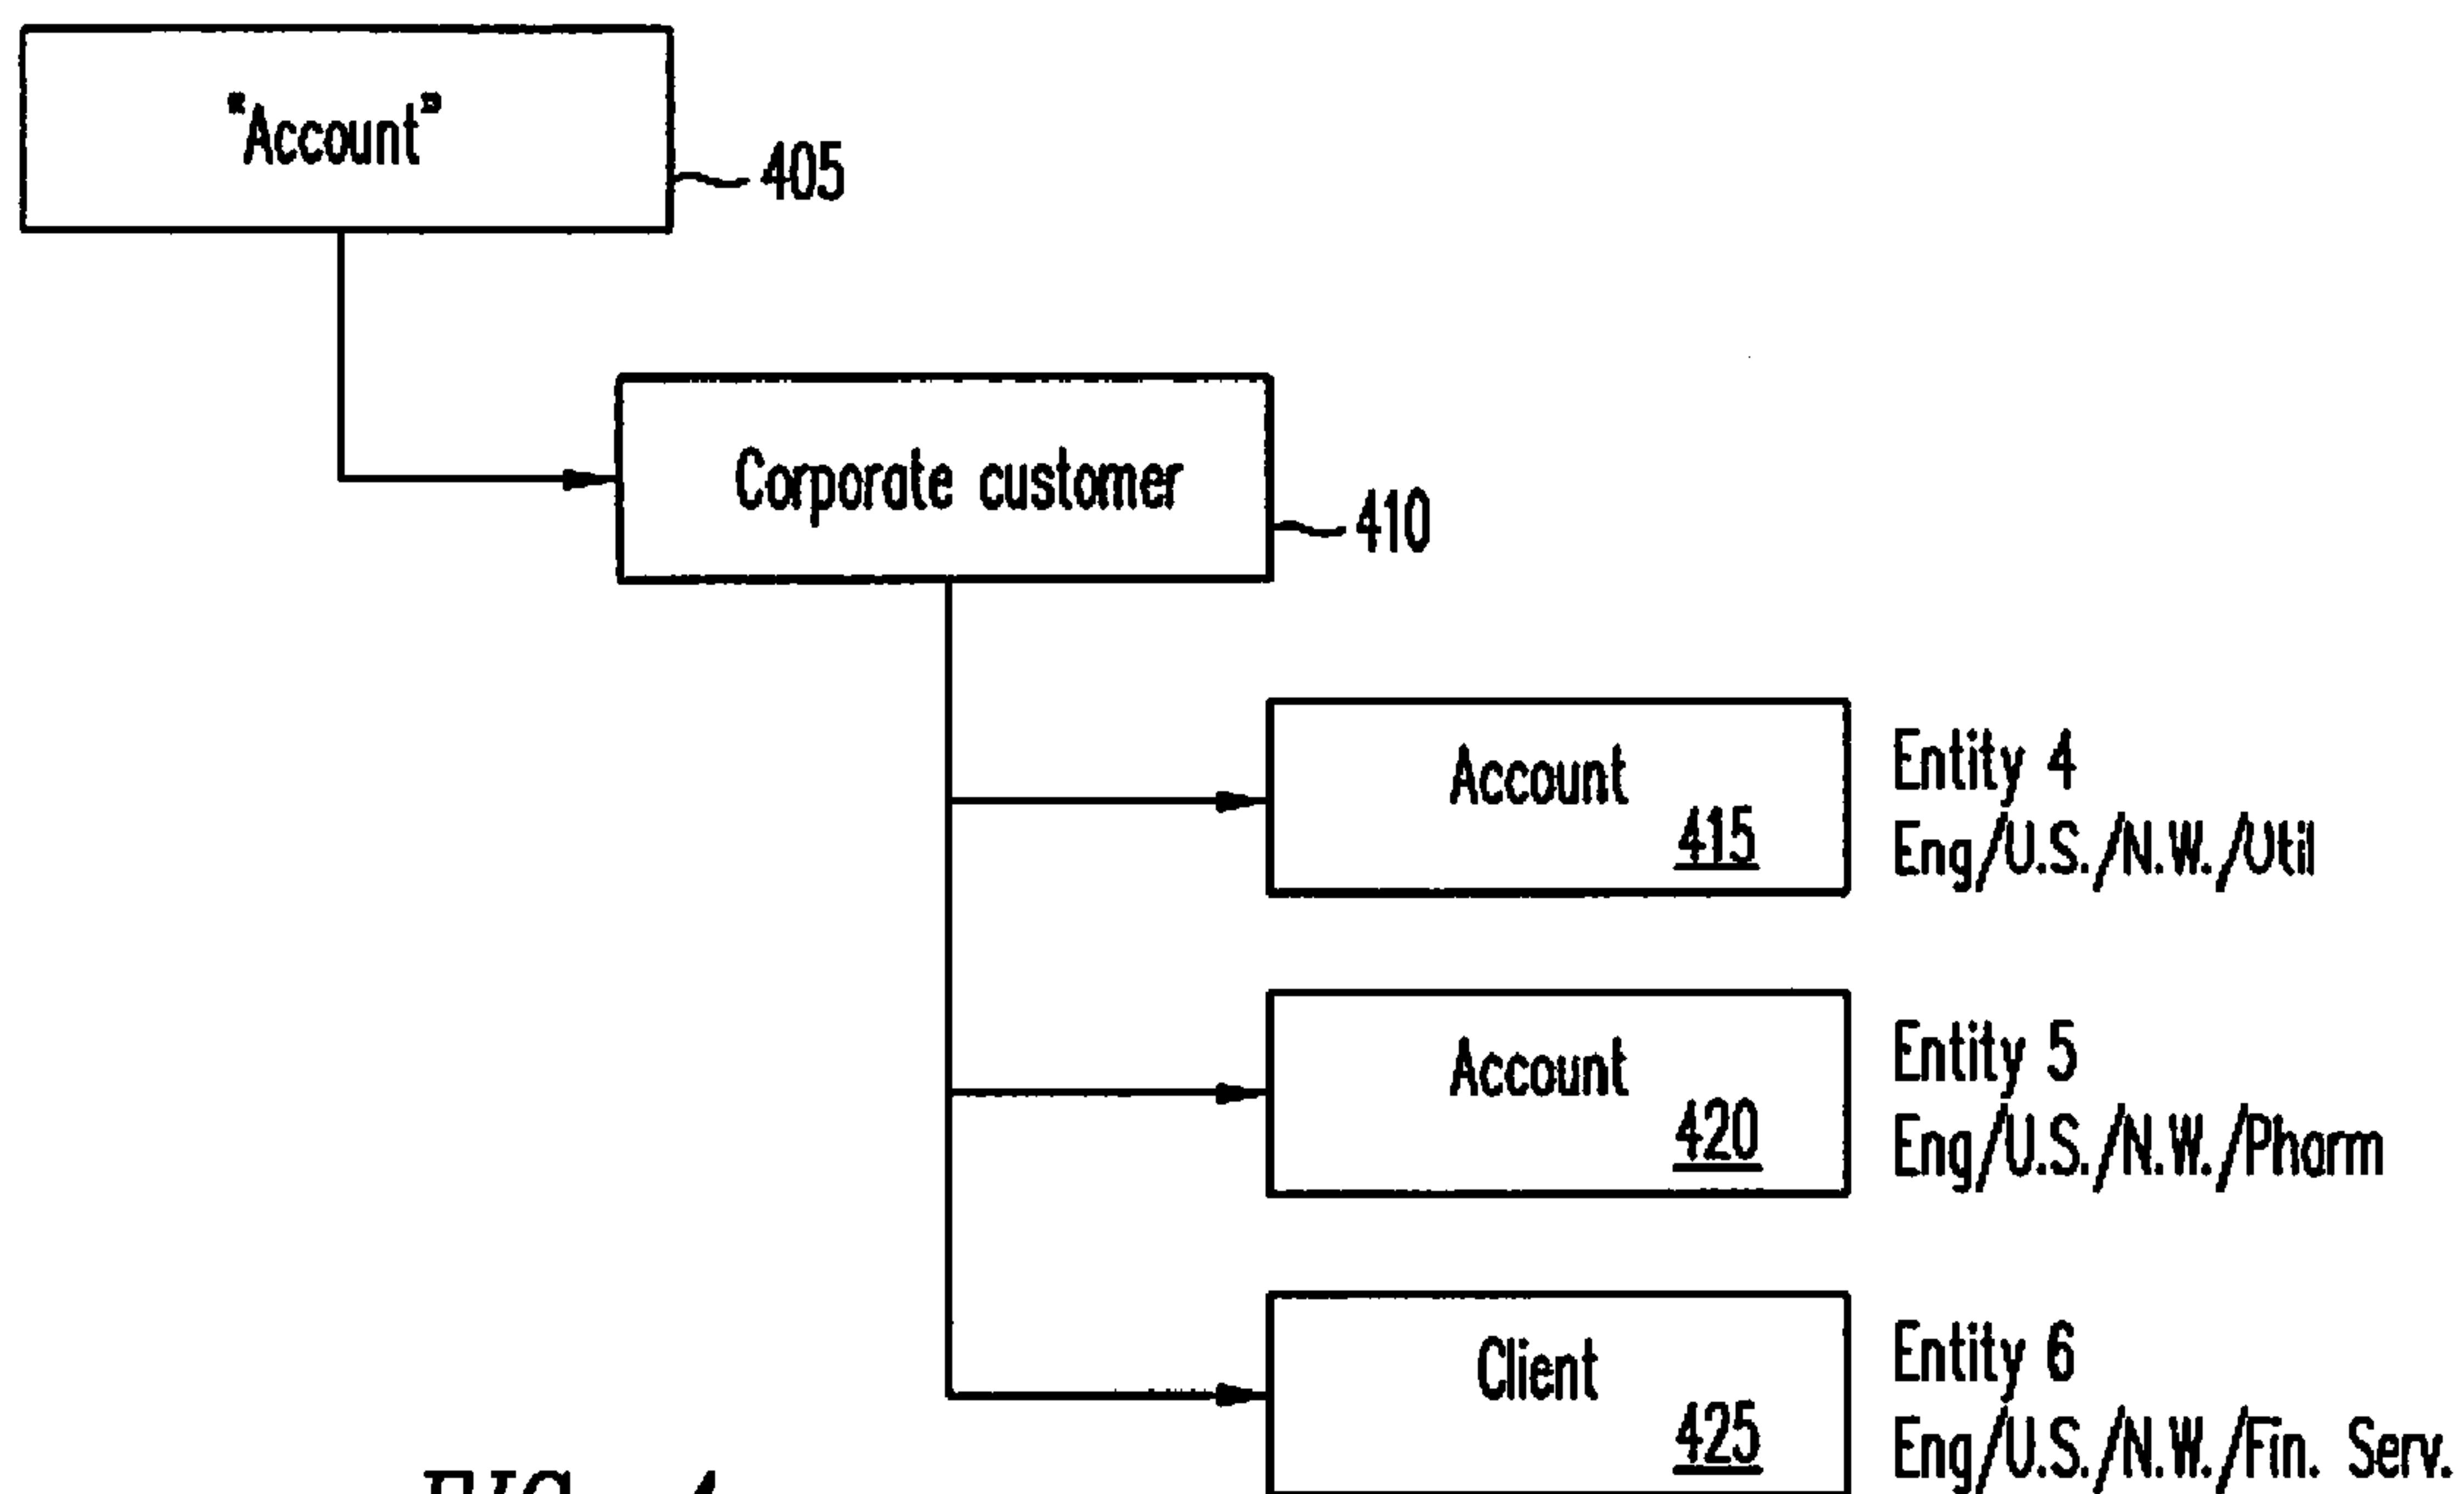 "Account"
405
Corporate customer
410
Account
415
Entity 4
Eng/U.S./N.W./Util
Account
420
Entity 5
Eng/U.S./N.W./Pharm
Client
425
Entity 6
Eng/U.S./N.W./Fin. Serv.